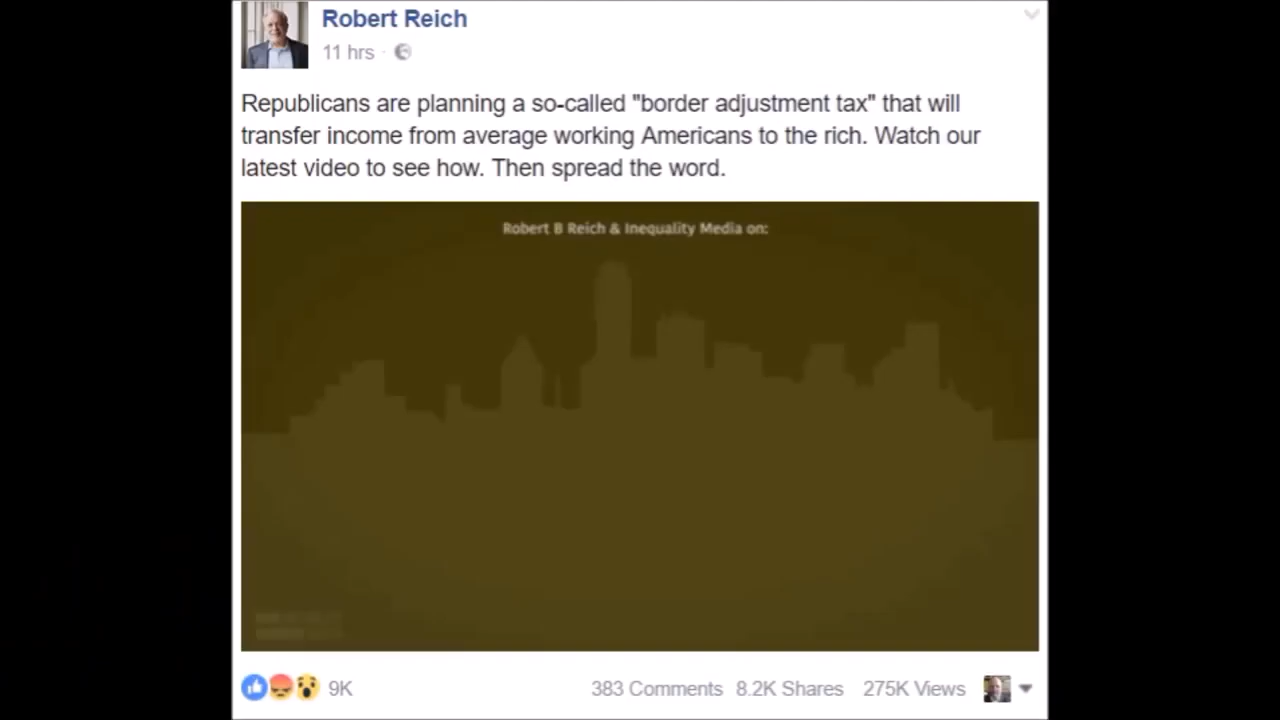 Robert Reich
11 hrs ·
Republicans are planning a so-called "border adjustment tax" that will
transfer income from average working Americans to the rich. Watch our
latest video to see how. Then spread the word.
Robert B Reich & Inequality Media on:
9K 383 Comments 8.2K Shares 275K Views